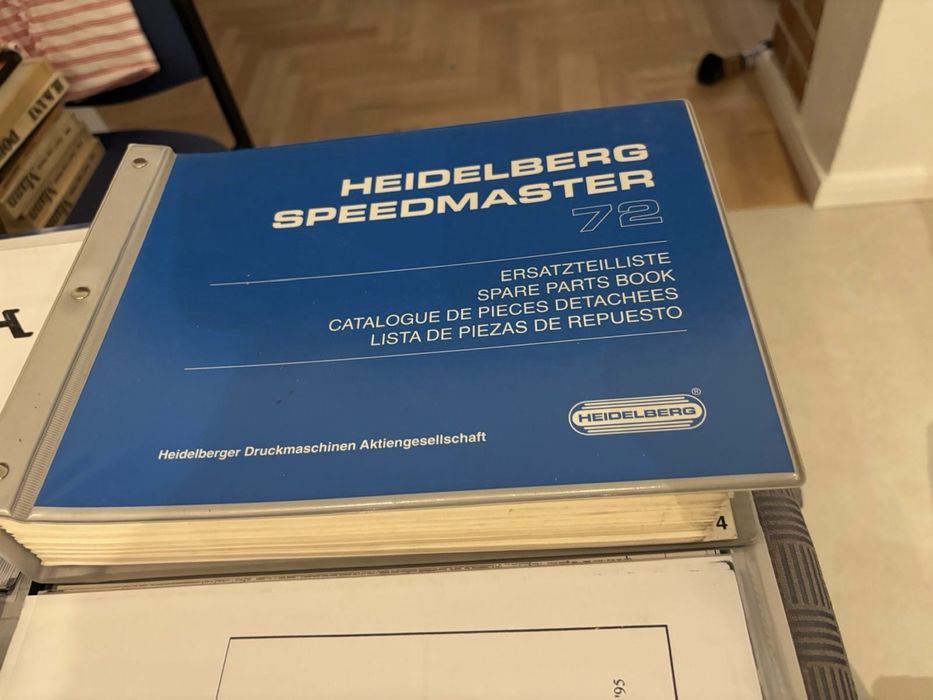 HEIDELBERG
SPEEDMASTER
72
ERSATZTEILLISTE
SPARE PARTS BOOK
CATALOGUE DE PIECES DETACHEES
LISTA DE PIEZAS DE REPUESTO
HEIDELBERG®
Heidelberger Druckmaschinen Aktiengesellschaft
4
'95